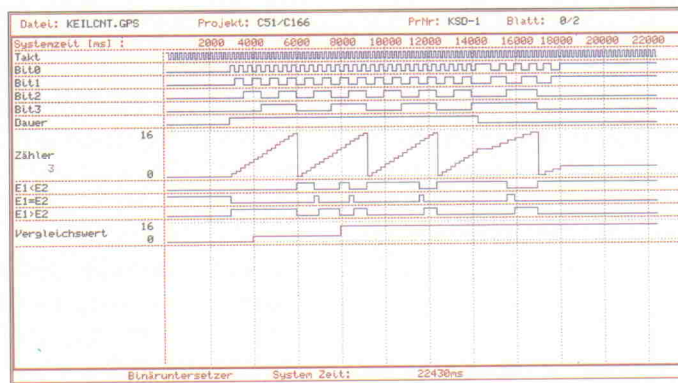 Datei: KEILCNT.GPS Projekt: C51/C166 PrNr: KSD-1 Blatt: 0/2
Systemzeit [ms] : 2000 4000 6000 8000 10000 12000 14000 16000 18000 20000 22000
Takt
Bit0
Bit1
Bit2
Bit3
Dauer
16
Zähler
3
0
E1<E2
E1=E2
E1>E2
Vergleichswert 16
0
Binäruntersetzer System Zeit: 22430ms